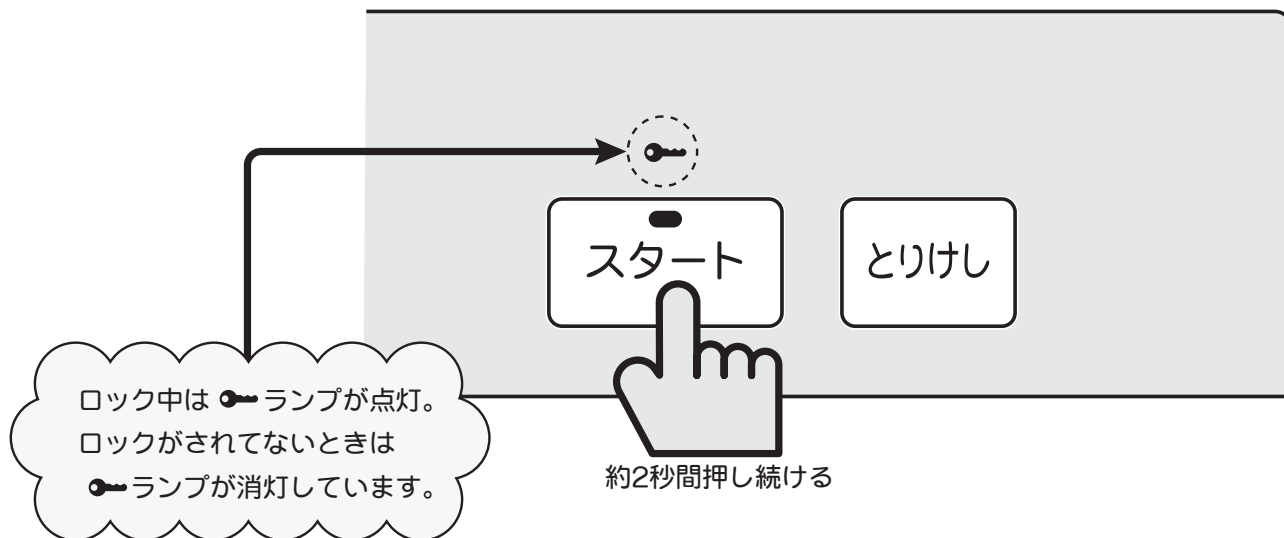 スタート
とりけし
ロック中は ランプが点灯。
ロックがされてないときは
ランプが消灯しています。
約2秒間押し続ける